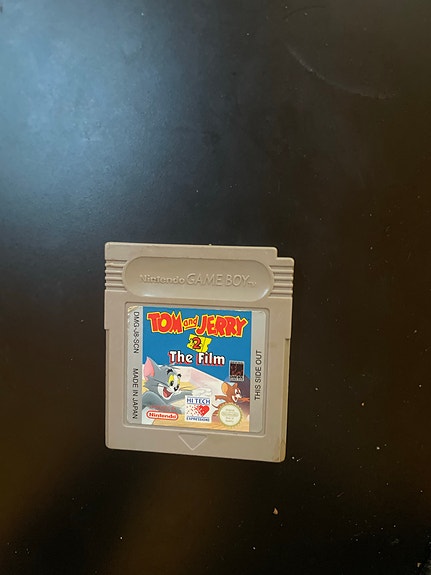 Nintendo GAME BOY
TOM and JERRY
2
The Film
DMG-J8-SCN
MADE IN JAPAN
THIS SIDE OUT
Nintendo
HI TECH
EXPRESSIONS